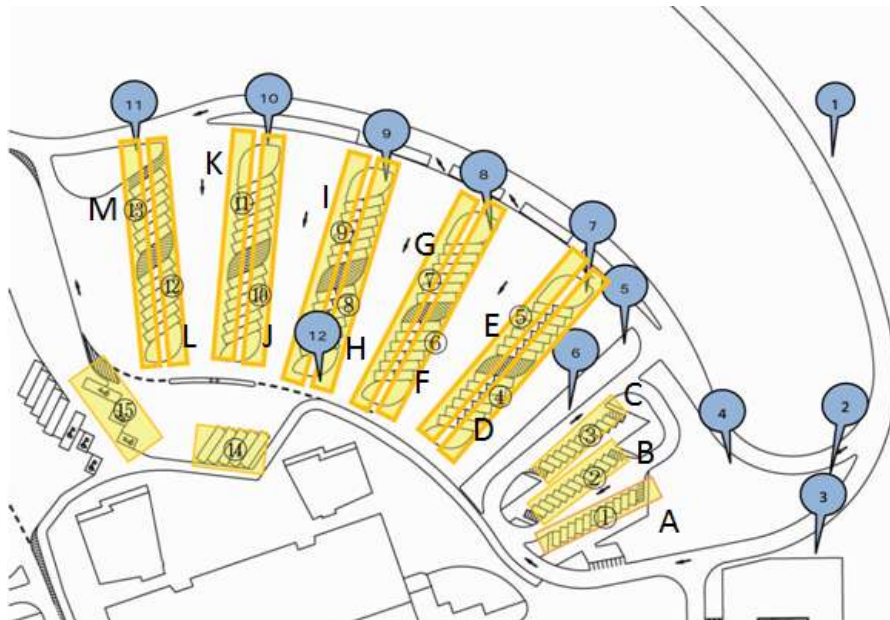 1
11
10
9
8
7
5
12
6
4
2
3
K
I
G
E
M
L
J
H
F
D
C
B
A
⑬
⑪
⑨
⑦
⑤
⑫
⑩
⑧
⑥
④
③
②
①
⑮
⑭